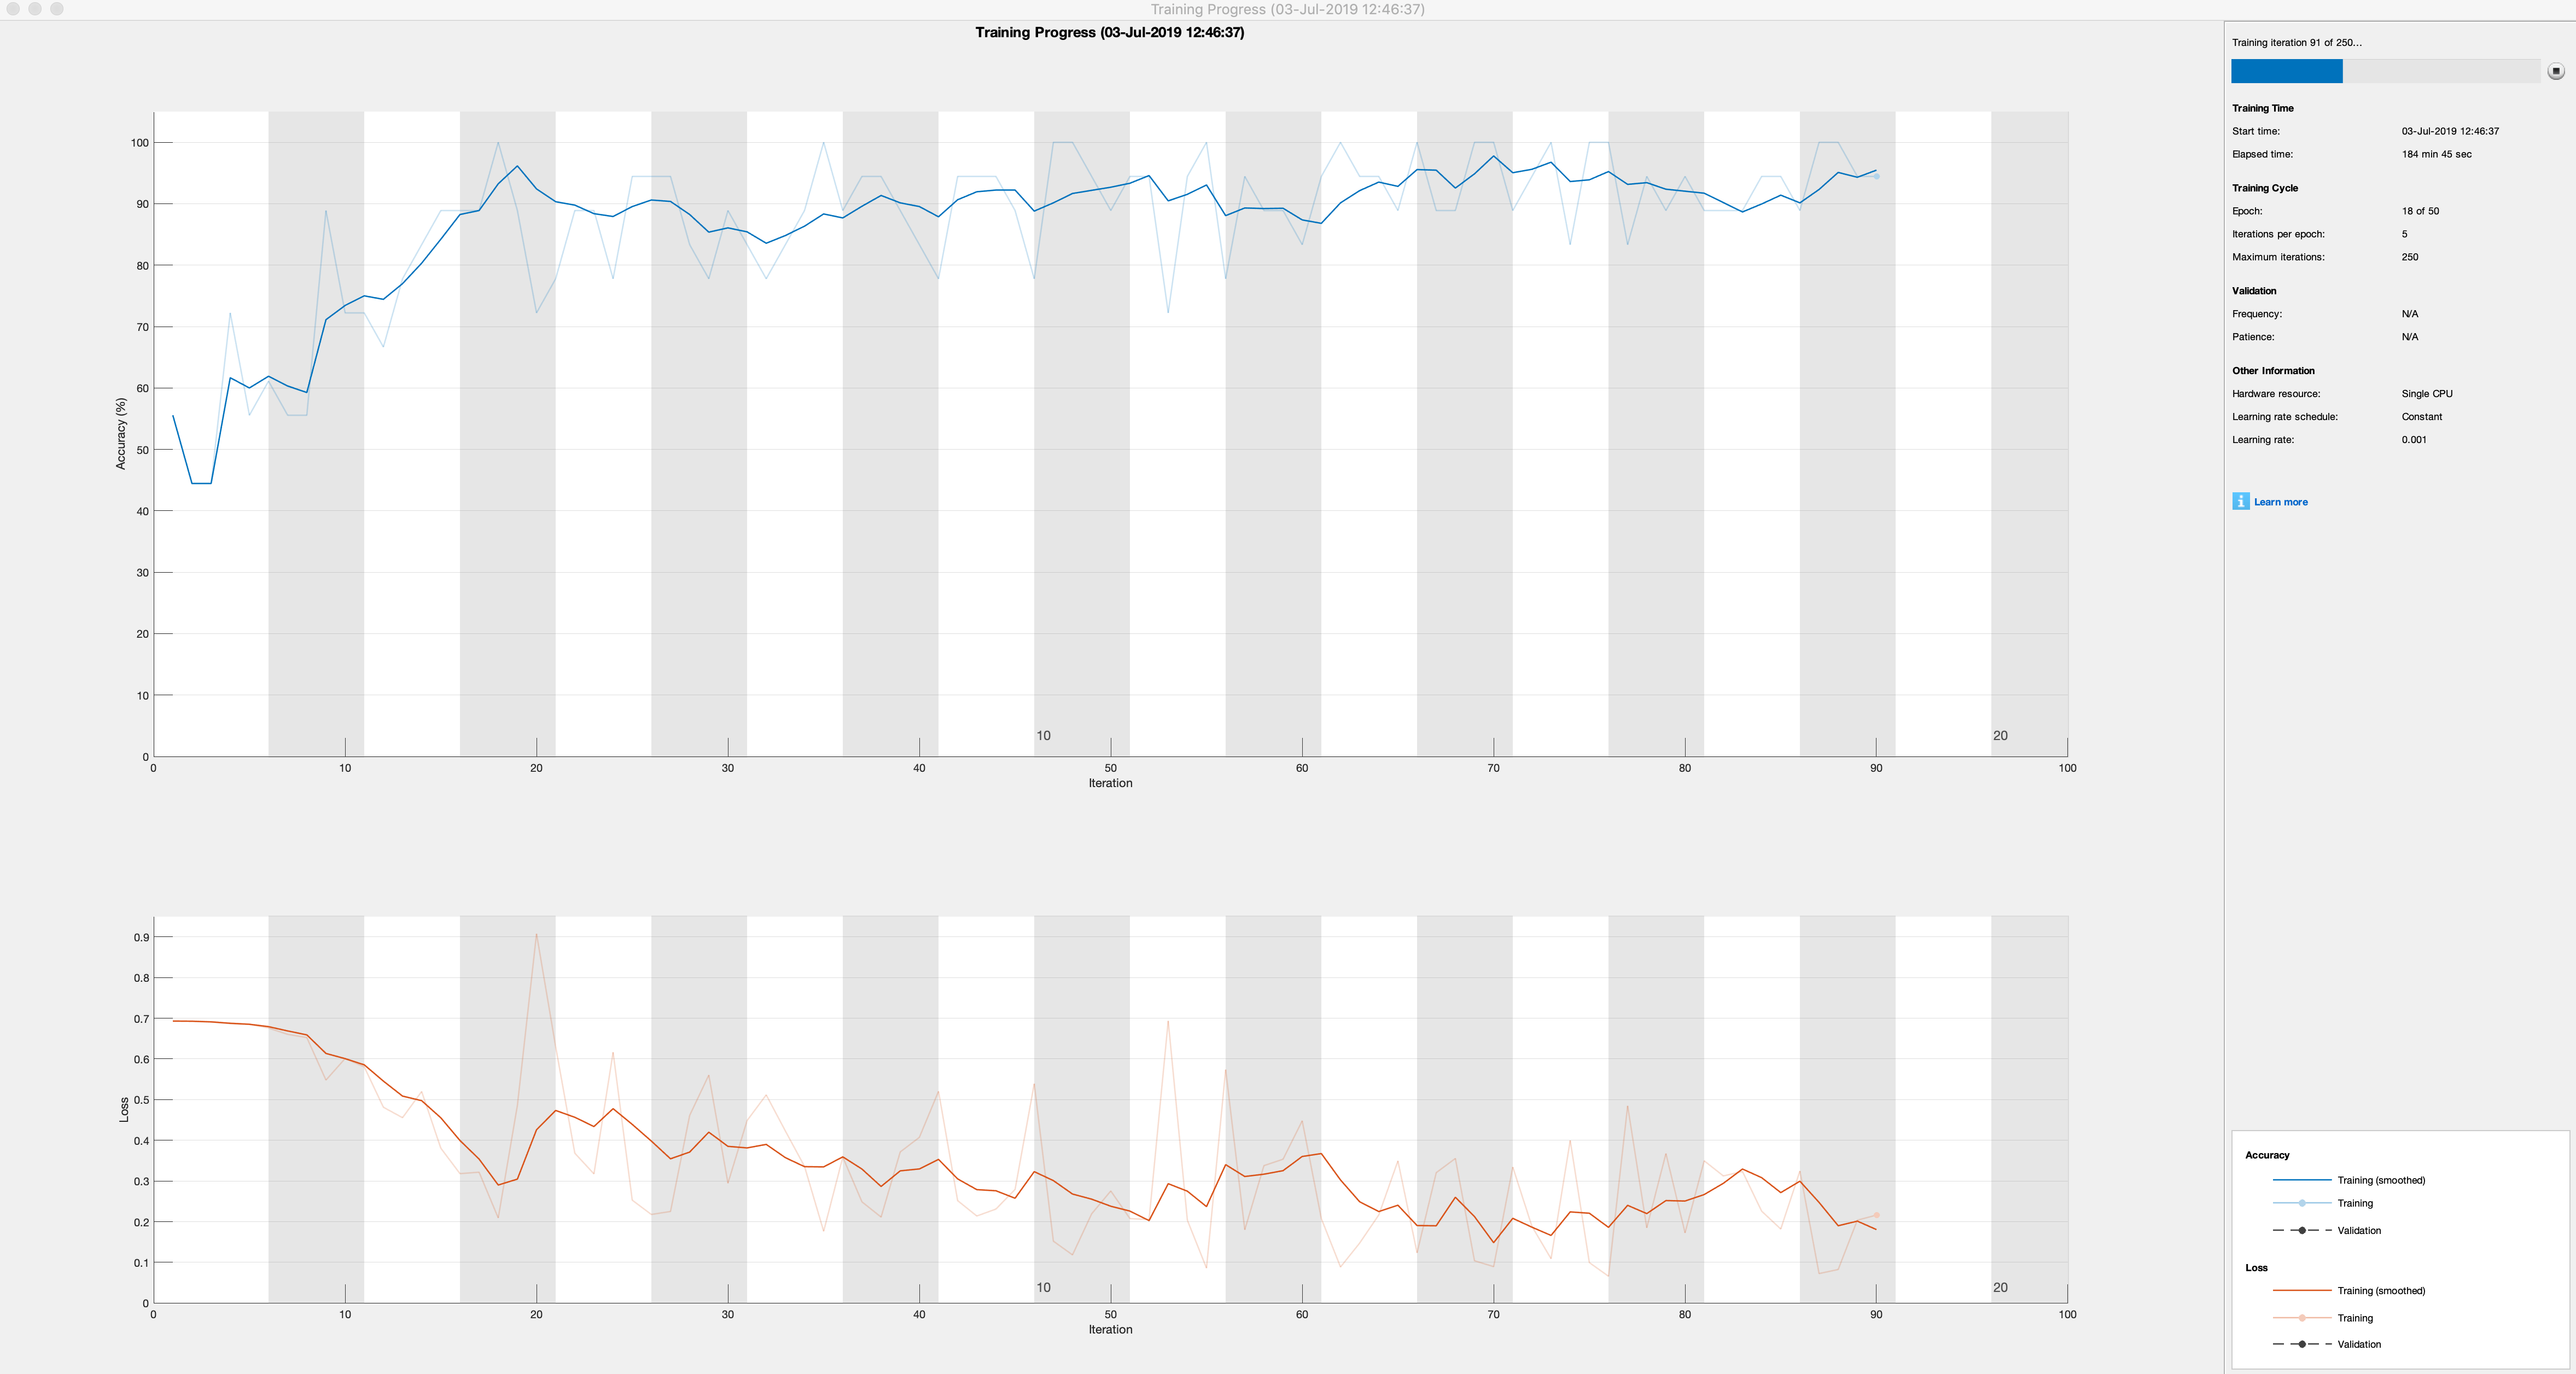 Training Progress (03-Jul-2019 12:46:37)
Training Progress (03-Jul-2019 12:46:37)
100
90
80
70
60
50
40
30
20
10
0
Accuracy (%)
10
20
0 10 20 30 40 50 60 70 80 90 100
Iteration
0.9
0.8
0.7
0.6
0.5
0.4
0.3
0.2
0.1
0
Loss
10
20
0 10 20 30 40 50 60 70 80 90 100
Iteration
Training iteration 91 of 250...
Training Time
Start time: 03-Jul-2019 12:46:37
Elapsed time: 184 min 45 sec
Training Cycle
Epoch: 18 of 50
Iterations per epoch: 5
Maximum iterations: 250
Validation
Frequency: N/A
Patience: N/A
Other Information
Hardware resource: Single CPU
Learning rate schedule: Constant
Learning rate: 0.001
i Learn more
Accuracy
Training (smoothed)
Training
Validation
Loss
Training (smoothed)
Training
Validation